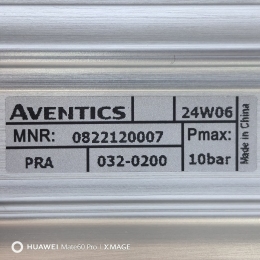 AVENTICS 24W06
MNR: 0822120007 Pmax:
PRA 032-0200 10bar
Made in China
HUAWEI Mate60 Pro | XMAGE